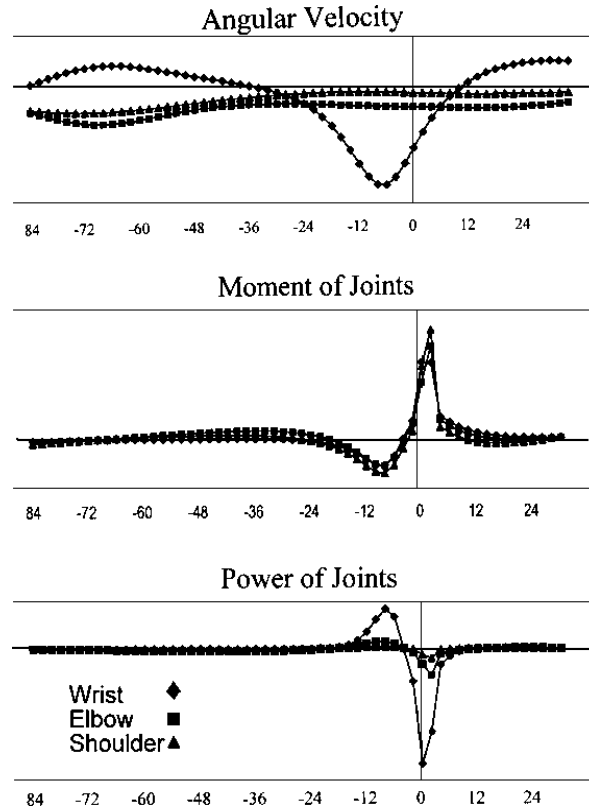 Angular Velocity
84 -72 -60 -48 -36 -24 -12 0 12 24
Moment of Joints
84 -72 -60 -48 -36 -24 -12 0 12 24
Power of Joints
Wrist
Elbow
Shoulder
84 -72 -60 -48 -36 -24 -12 0 12 24